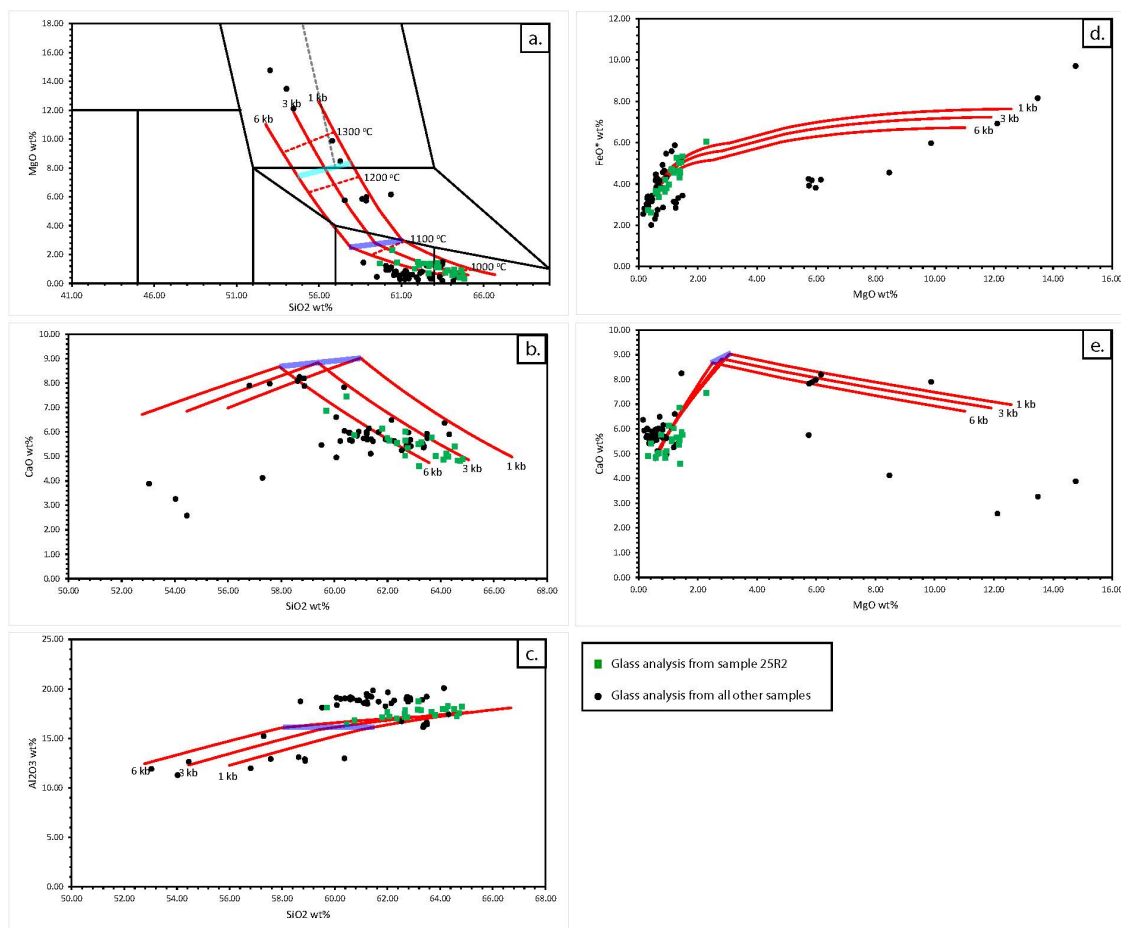 a.
18.00
16.00
14.00
12.00
10.00
8.00
6.00
4.00
2.00
0.00
MgO wt%
6 kb
3 kb
1 kb
1300 °C
1200 °C
1100 °C
1000 °C
41.00 46.00 51.00 56.00 61.00 66.00
SiO2 wt%
d.
12.00
10.00
8.00
6.00
4.00
2.00
0.00
FeO* wt%
1 kb
3 kb
6 kb
0.00 2.00 4.00 6.00 8.00 10.00 12.00 14.00 16.00
MgO wt%
b.
10.00
9.00
8.00
7.00
6.00
5.00
4.00
3.00
2.00
1.00
0.00
CaO wt%
6 kb
3 kb
1 kb
50.00 52.00 54.00 56.00 58.00 60.00 62.00 64.00 66.00 68.00
SiO2 wt%
e.
10.00
9.00
8.00
7.00
6.00
5.00
4.00
3.00
2.00
1.00
0.00
CaO wt%
1 kb
3 kb
6 kb
0.00 2.00 4.00 6.00 8.00 10.00 12.00 14.00 16.00
MgO wt%
c.
25.00
20.00
15.00
10.00
5.00
0.00
Al2O3 wt%
6 kb
3 kb
1 kb
50.00 52.00 54.00 56.00 58.00 60.00 62.00 64.00 66.00 68.00
SiO2 wt%
Glass analysis from sample 25R2
Glass analysis from all other samples